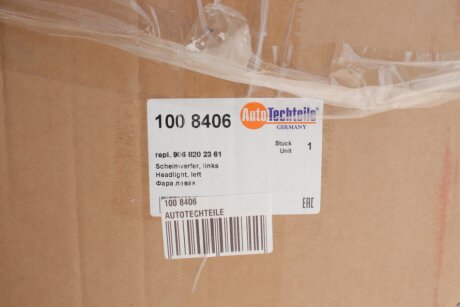 100 8406
AutoTechteile
GERMANY
repl. 906 820 23 61
Stück
Unit
1
Scheinwerfer, links
Headlight, left
Фара левая
EAC
100 8406
AUTOTECHTEILE